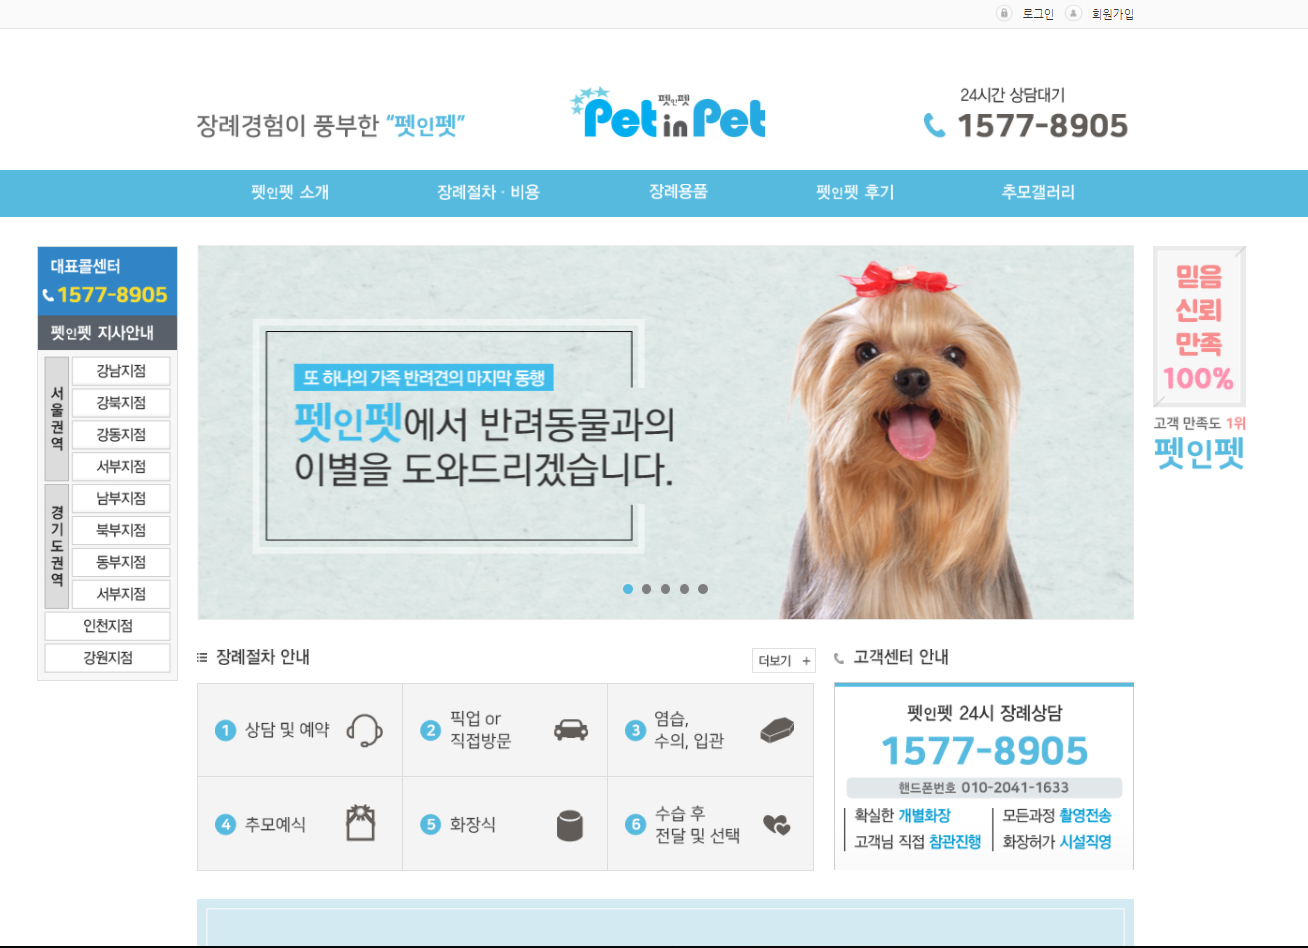 로그인
회원가입
장례경험이 풍부한 “펫인펫”
펫인펫
Pet in Pet
24시간 상담대기
1577-8905
펫인펫 소개
장례절차 · 비용
장례용품
펫인펫 후기
추모갤러리
대표콜센터
1577-8905
펫인펫 지사안내
서울권역
강남지점
강북지점
강동지점
서부지점
경기도권역
남부지점
북부지점
동부지점
서부지점
인천지점
강원지점
또 하나의 가족 반려견의 마지막 동행
펫인펫에서 반려동물과의
이별을 도와드리겠습니다.
믿음
신뢰
만족
100%
고객 만족도 1위
펫인펫
장례절차 안내
더보기 +
1 상담 및 예약
2 픽업 or
직접방문
3 염습,
수의, 입관
4 추모예식
5 화장식
6 수습 후
전달 및 선택
고객센터 안내
펫인펫 24시 장례상담
1577-8905
핸드폰번호 010-2041-1633
확실한 개별화장
고객님 직접 참관진행
모든과정 촬영전송
화장허가 시설직영